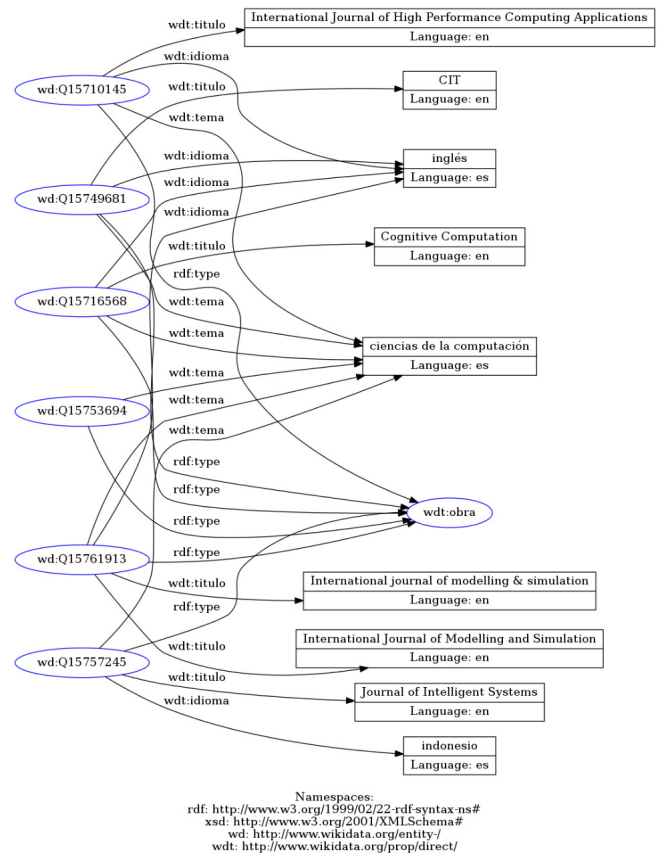 International Journal of High Performance Computing Applications
Language: en
wdt:titulo
wdt:idioma
CIT
Language: en
wd:Q15710145
wdt:titulo
wdt:tema
inglés
Language: es
wdt:idioma
wd:Q15749681
wdt:idioma
Cognitive Computation
Language: en
wdt:titulo
rdf:type
wd:Q15716568
wdt:tema
wdt:tema
ciencias de la computación
Language: es
wdt:tema
wdt:tema
wd:Q15753694
wdt:tema
rdf:type
rdf:type
wdt:obra
rdf:type
rdf:type
wd:Q15761913
wdt:titulo
International journal of modelling & simulation
Language: en
rdf:type
wdt:titulo
International Journal of Modelling and Simulation
Language: en
wd:Q15757245
wdt:titulo
Journal of Intelligent Systems
Language: en
wdt:idioma
indonesio
Language: es
Namespaces:
rdf: http://www.w3.org/1999/02/22-rdf-syntax-ns#
xsd: http://www.w3.org/2001/XMLSchema#
wd: http://www.wikidata.org/entity-/
wdt: http://www.wikidata.org/prop/direct/